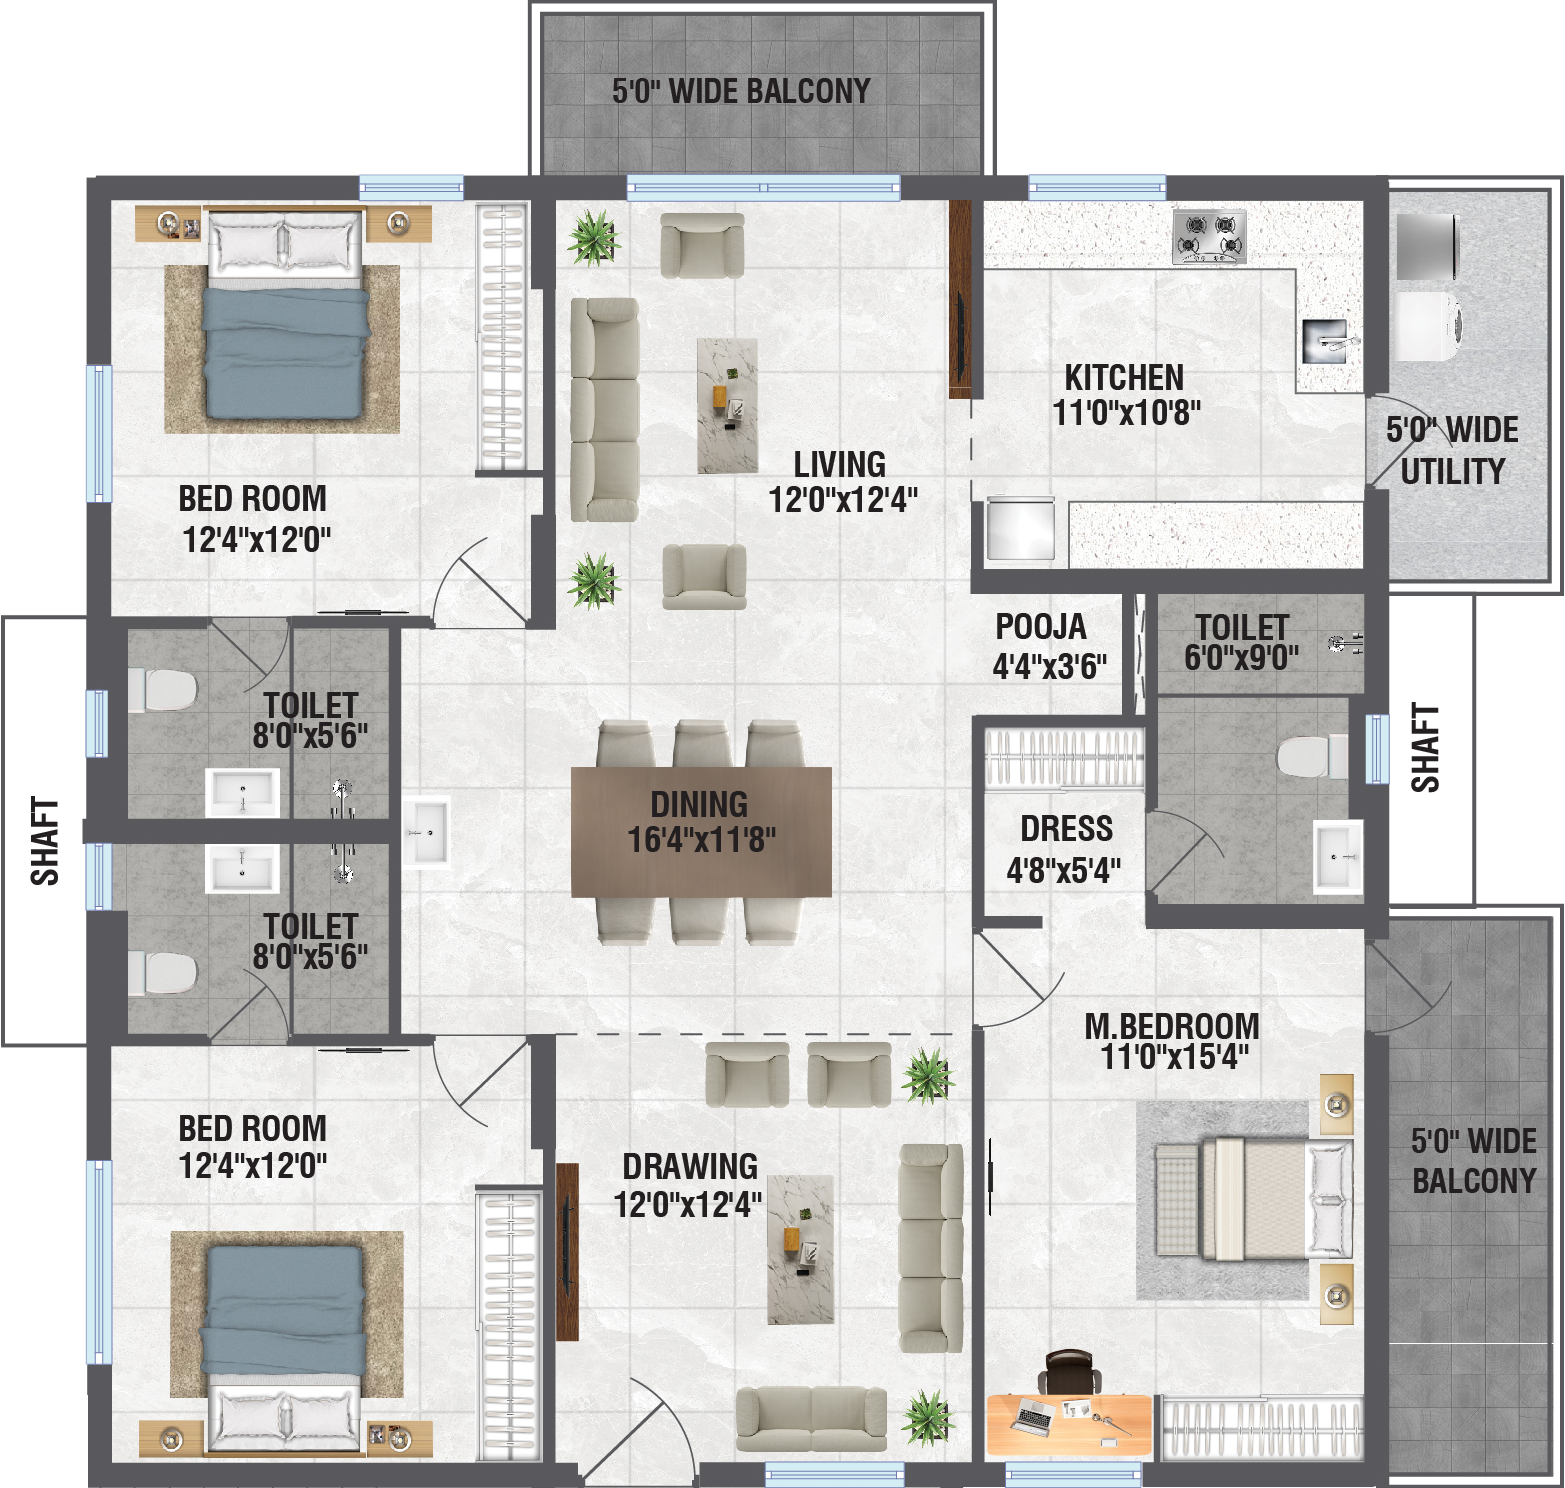 5'0" WIDE BALCONY
BED ROOM
12'4"x12'0"
LIVING
12'0"x12'4"
KITCHEN
11'0"x10'8"
5'0" WIDE
UTILITY
POOJA
4'4"x3'6"
TOILET
6'0"x9'0"
TOILET
8'0"x5'6"
SHAFT
SHAFT
DINING
16'4"x11'8"
DRESS
4'8"x5'4"
TOILET
8'0"x5'6"
M.BEDROOM
11'0"x15'4"
BED ROOM
12'4"x12'0"
DRAWING
12'0"x12'4"
5'0" WIDE
BALCONY